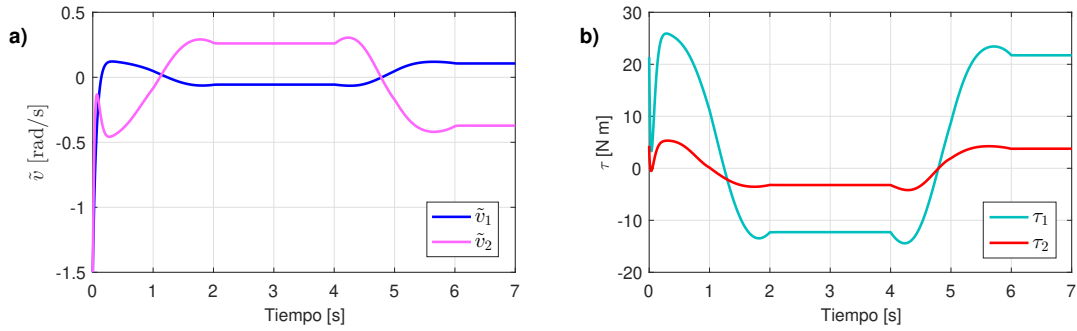 a)
0.5
0
-0.5
-1
-1.5
ṽ [rad/s]
0 1 2 3 4 5 6 7
Tiempo [s]
ṽ₁
ṽ₂
b)
30
20
10
0
-10
-20
τ [N m]
0 1 2 3 4 5 6 7
Tiempo [s]
τ₁
τ₂